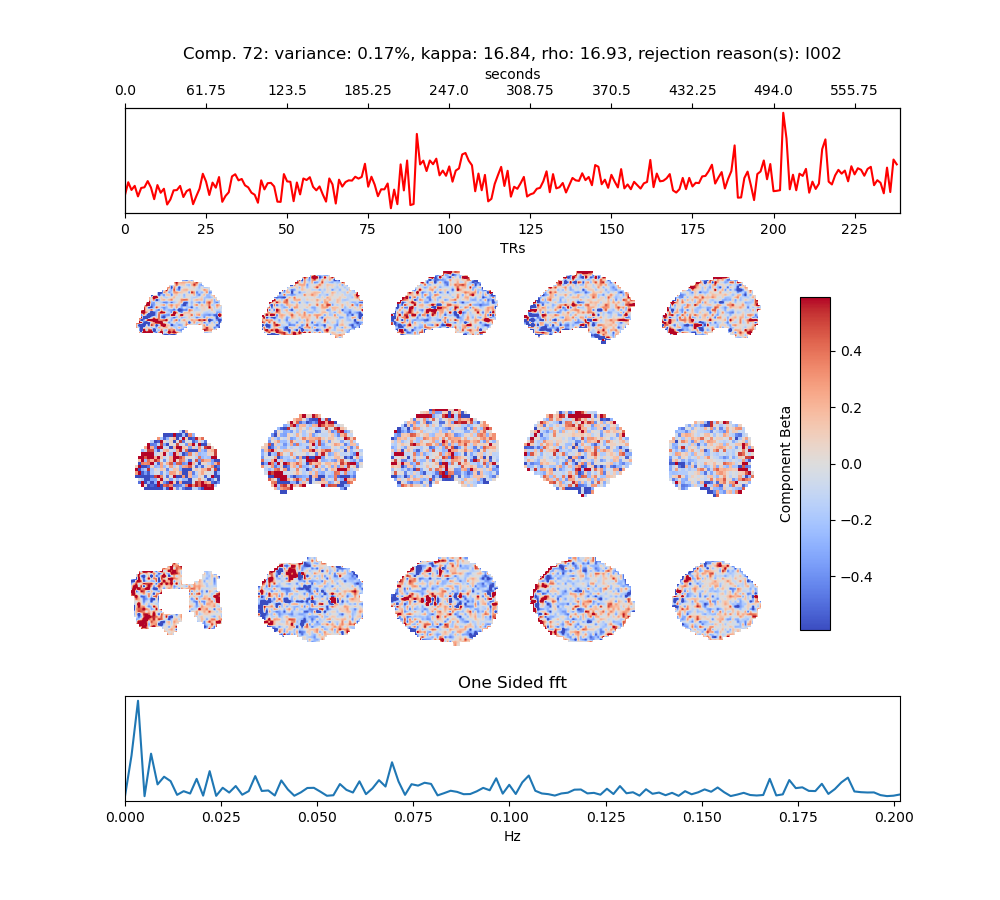 Comp. 72: variance: 0.17%, kappa: 16.84, rho: 16.93, rejection reason(s): I002
seconds
0.0 61.75 123.5 185.25 247.0 308.75 370.5 432.25 494.0 555.75
0 25 50 75 100 125 150 175 200 225
TRs
0.4
0.2
0.0
−0.2
−0.4
Component Beta
One Sided fft
0.000 0.025 0.050 0.075 0.100 0.125 0.150 0.175 0.200
Hz